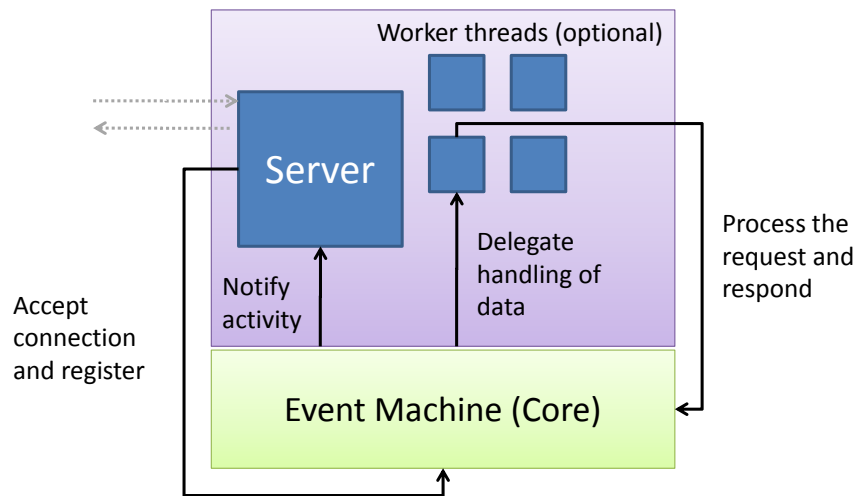 Worker threads (optional)
Server
Notify
activity
Delegate
handling of
data
Process the
request and
respond
Accept
connection
and register
Event Machine (Core)